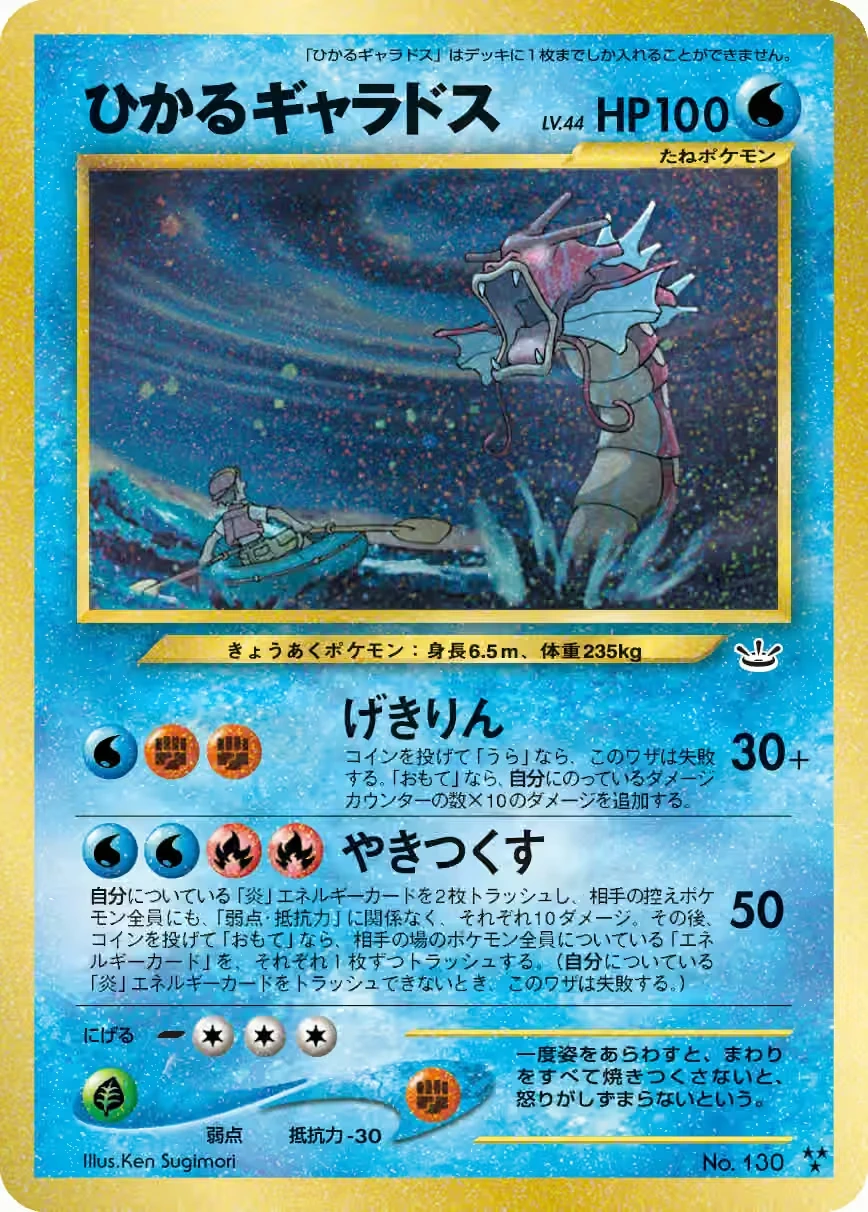 「ひかるギャラドス」はデッキに1枚までしか入れることができません。
ひかるギャラドス LV.44 HP100
たねポケモン
きょうあくポケモン：身長6.5m、体重235kg
げきりん
コインを投げて「うら」なら、このワザは失敗
する。「おもて」なら、自分にのっているダメージ
カウンターの数×10のダメージを追加する。
30+
やきつくす
自分についている「炎」エネルギーカードを2枚トラッシュし、相手の控えポケ
モン全員にも、「弱点・抵抗力」に関係なく、それぞれ10ダメージ。その後、
コインを投げて「おもて」なら、相手の場のポケモン全員についている「エネ
ルギーカード」を、それぞれ1枚ずつトラッシュする。（自分についている
「炎」エネルギーカードをトラッシュできないとき、このワザは失敗する。）
50
にげる
一度姿をあらわすと、まわり
をすべて焼きつくさないと、
怒りがしずまらないという。
弱点 抵抗力-30
Illus.Ken Sugimori
No. 130